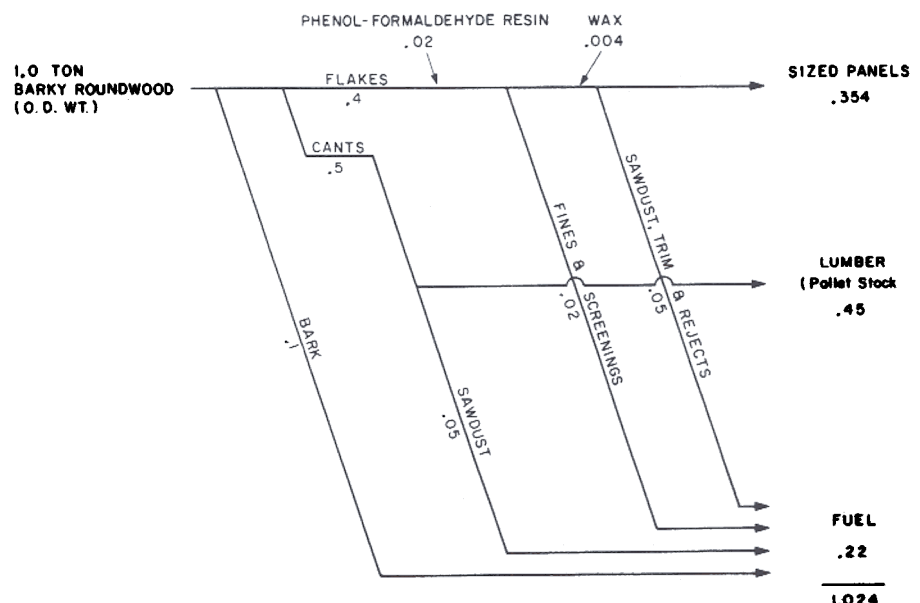 PHENOL-FORMALDEHYDE RESIN
.02
WAX
.004
1.0 TON
BARKY ROUNDWOOD
(O.D. WT.)
FLAKES
.4
SIZED PANELS
.354
CANTS
.5
FINES & SCREENINGS
.02
SAWDUST, TRIM & REJECTS
.05
LUMBER
(Pallet Stock
.45
BARK
.1
SAWDUST
.05
FUEL
.22
1.024